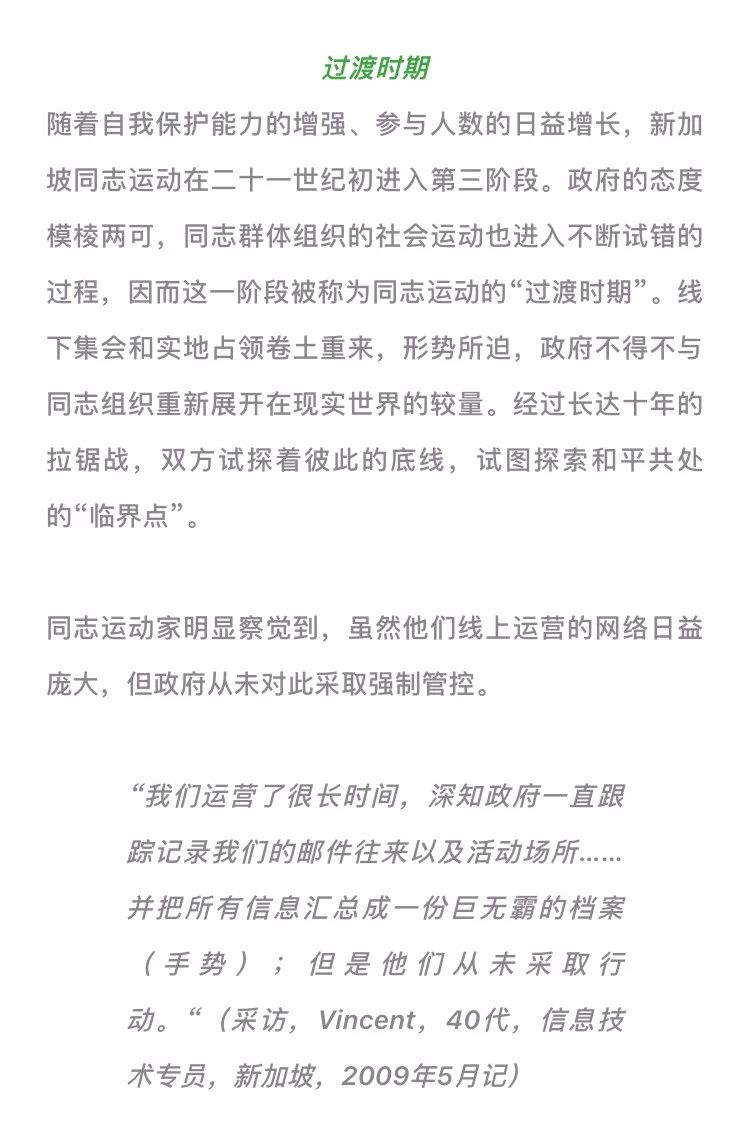 过渡时期
随着自我保护能力的增强、参与人数的日益增长，新加
坡同志运动在二十一世纪初进入第三阶段。政府的态度
模棱两可，同志群体组织的社会运动也进入不断试错的
过程，因而这一阶段被称为同志运动的“过渡时期”。线
下集会和实地占领卷土重来，形势所迫，政府不得不与
同志组织重新展开在现实世界的较量。经过长达十年的
拉锯战，双方试探着彼此的底线，试图探索和平共处
的“临界点”。
同志运动家明显察觉到，虽然他们线上运营的网络日益
庞大，但政府从未对此采取强制管控。
“我们运营了很长时间，深知政府一直跟
踪记录我们的邮件往来以及活动场所……
并把所有信息汇总成一份巨无霸的档案
（手势）；但是他们从未采取行
动。“（采访，Vincent，40代，信息技
术专员，新加坡，2009年5月记）